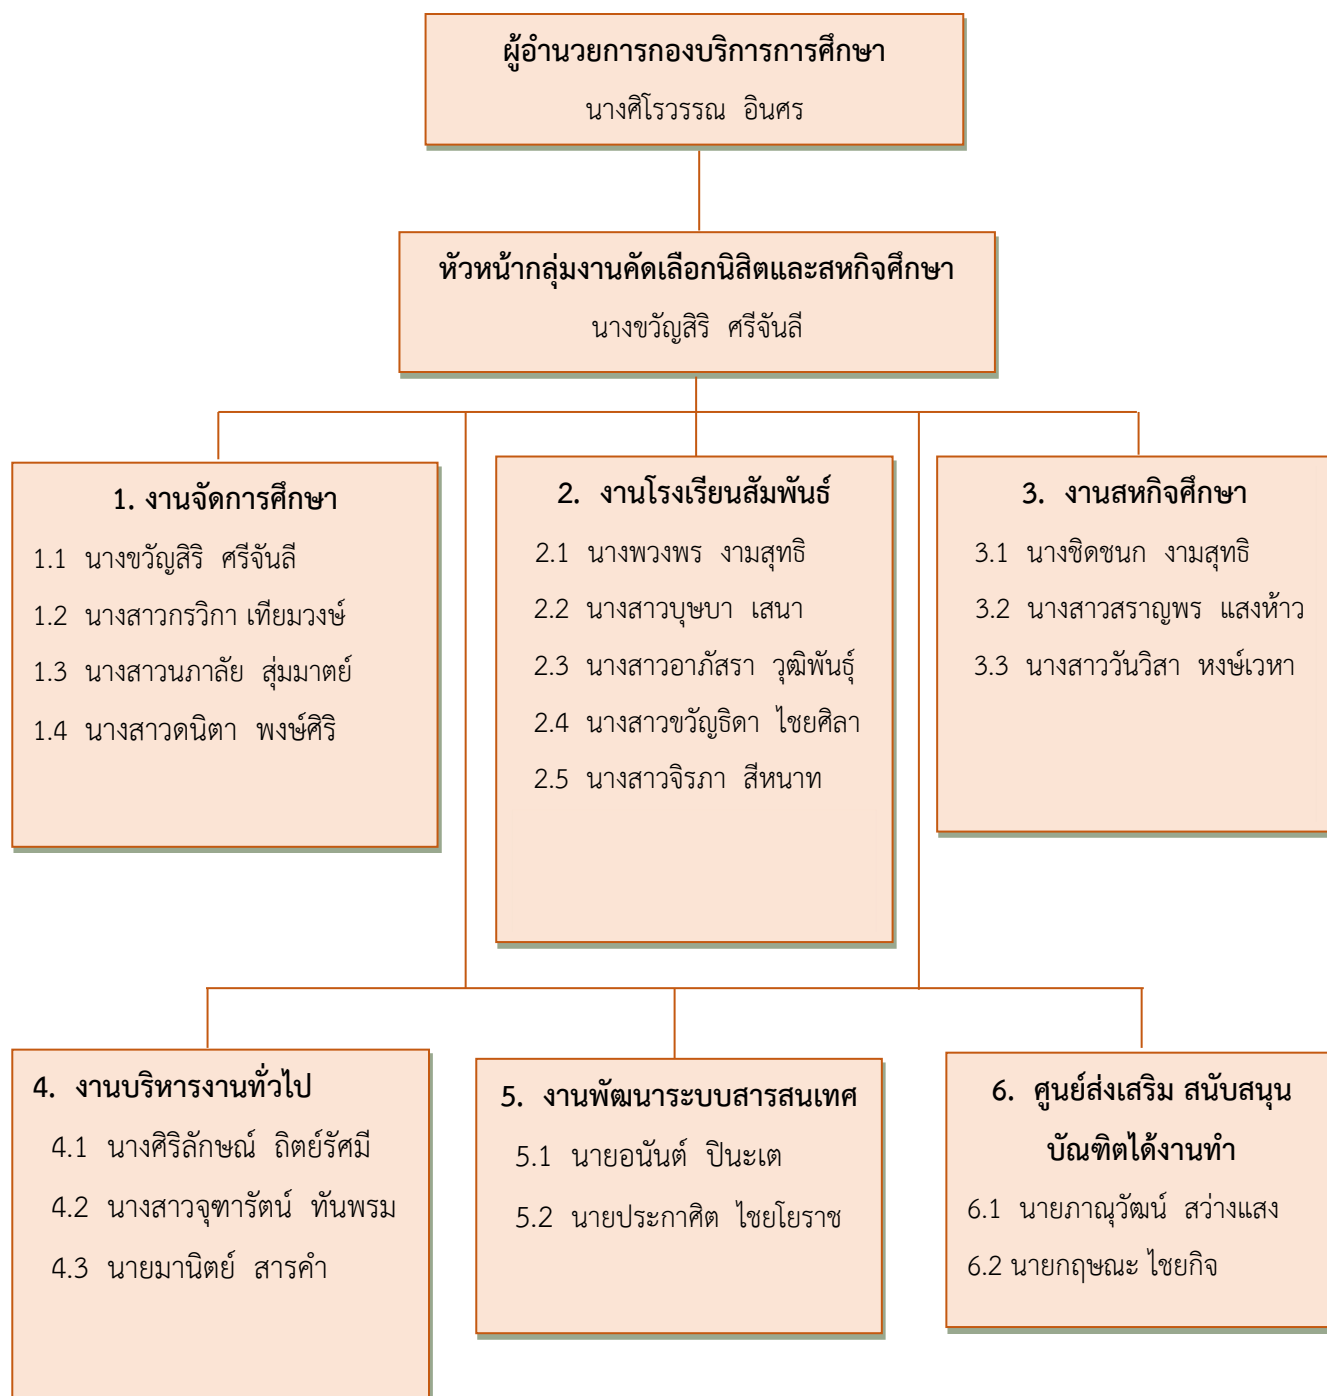 ผู้อำนวยการกองบริการการศึกษา
นางศิโรวรรณ อินศร
หัวหน้ากลุ่มงานคัดเลือกนิสิตและสหกิจศึกษา
นางขวัญสิริ ศรีจันลี
1. งานจัดการศึกษา
1.1 นางขวัญสิริ ศรีจันลี
1.2 นางสาวกรวิกา เทียมวงษ์
1.3 นางสาวนภาลัย สุ่มมาตย์
1.4 นางสาวดนิตา พงษ์ศิริ
2. งานโรงเรียนสัมพันธ์
2.1 นางพวงพร งามสุทธิ
2.2 นางสาวบุษบา เสนา
2.3 นางสาวอาภัสรา วุฒิพันธุ์
2.4 นางสาวขวัญธิดา ไชยศิลา
2.5 นางสาวจิรภา สีหนาท
3. งานสหกิจศึกษา
3.1 นางชิดชนก งามสุทธิ
3.2 นางสาวสราญพร แสงห้าว
3.3 นางสาววันวิสา หงษ์เวหา
4. งานบริหารงานทั่วไป
4.1 นางศิริลักษณ์ ถิตย์รัศมี
4.2 นางสาวจุฑารัตน์ ทันพรม
4.3 นายมานิตย์ สารคำ
5. งานพัฒนาระบบสารสนเทศ
5.1 นายอนันต์ ปินะเต
5.2 นายประกาศิต ไชยโยราช
6. ศูนย์ส่งเสริม สนับสนุน
บัณฑิตได้งานทำ
6.1 นายภาณุวัฒน์ สว่างแสง
6.2 นายกฤษณะ ไชยกิจ